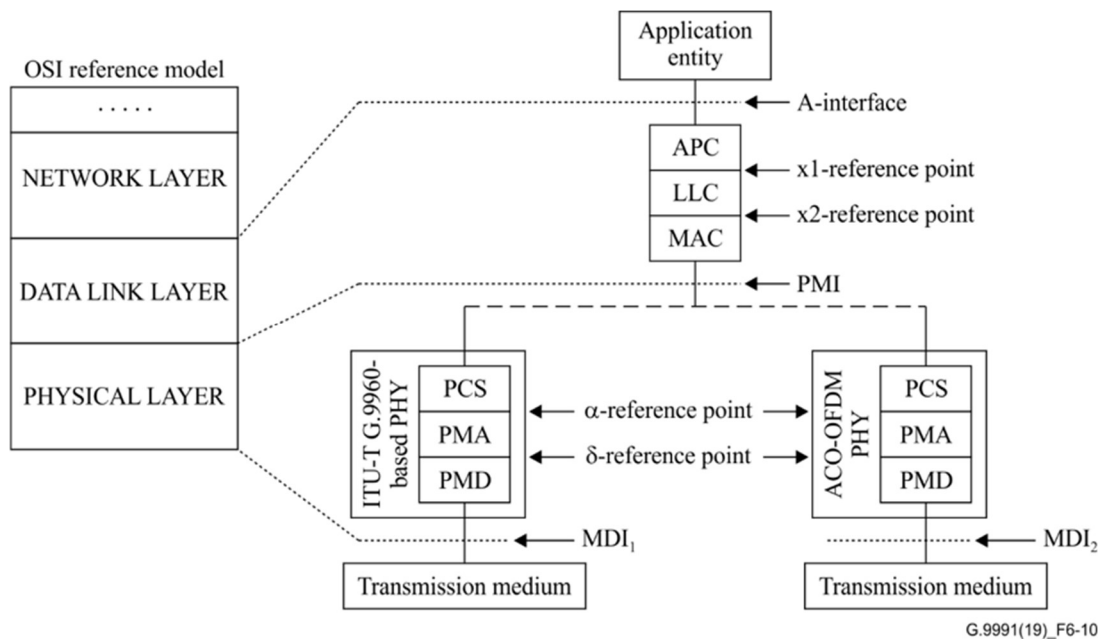 OSI reference model
. . . . .
NETWORK LAYER
DATA LINK LAYER
PHYSICAL LAYER
Application
entity
A-interface
APC
x1-reference point
LLC
x2-reference point
MAC
PMI
ITU-T G.9960-
based PHY
PCS
PMA
PMD
α-reference point
δ-reference point
ACO-OFDM
PHY
PCS
PMA
PMD
MDI₁
MDI₂
Transmission medium
Transmission medium
G.9991(19)_F6-10